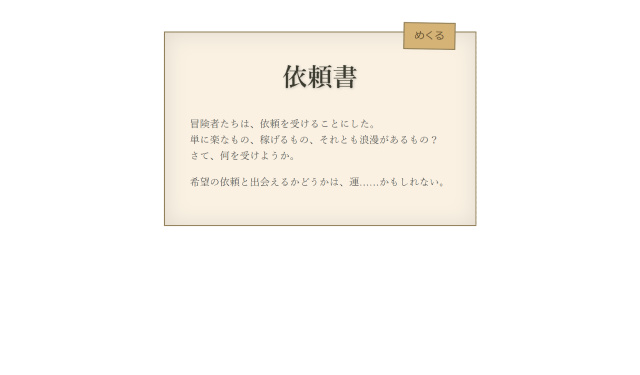 めくる
依頼書
冒険者たちは、依頼を受けることにした。
単に楽なもの、稼げるもの、それとも浪漫があるもの？
さて、何を受けようか。
希望の依頼と出会えるかどうかは、運……かもしれない。